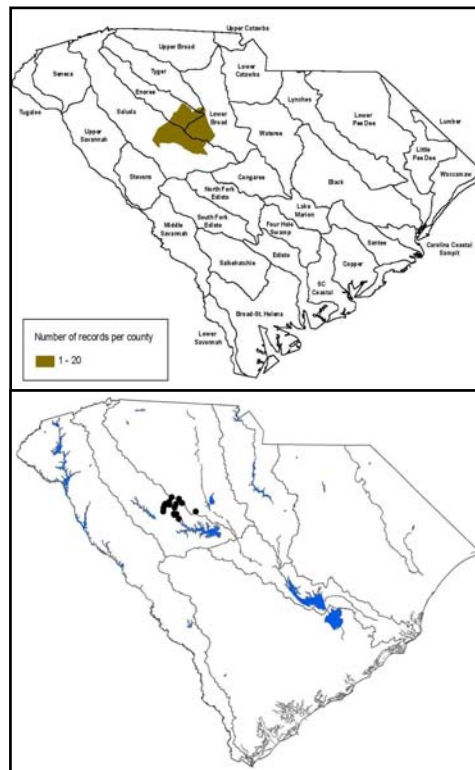 Upper Catawba
Upper Broad
Seneca
Tyger
Lower
Catawba
Enoree
Tugaloo
Saluda
Lower
Broad
Lynches
Lower
Pee Dee
Lumber
Upper
Savannah
Wateree
Little
Pee Dee
Stevens
Congaree
Black
Waccamaw
North Fork
Edisto
Lake
Marion
Middle
Savannah
South Fork
Edisto
Four Hole
Swamp
Santee
Carolina Coastal
Sampit
Salkehatchie
Edisto
Cooper
SC
Coastal
Broad-St. Helena
Lower
Savannah
Number of records per county
1 - 20